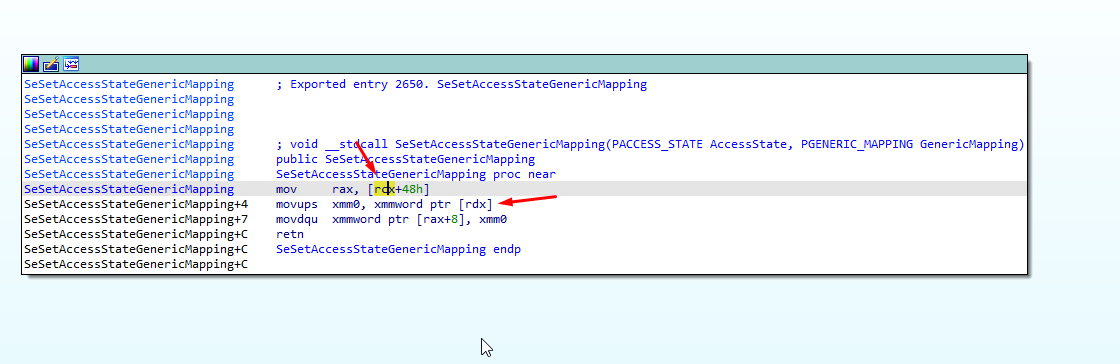 SeSetAccessStateGenericMapping ; Exported entry 2650. SeSetAccessStateGenericMapping
SeSetAccessStateGenericMapping
SeSetAccessStateGenericMapping
SeSetAccessStateGenericMapping
SeSetAccessStateGenericMapping ; void __stdcall SeSetAccessStateGenericMapping(PACCESS_STATE AccessState, PGENERIC_MAPPING GenericMapping)
SeSetAccessStateGenericMapping public SeSetAccessStateGenericMapping
SeSetAccessStateGenericMapping SeSetAccessStateGenericMapping proc near
SeSetAccessStateGenericMapping mov rax, [rcx+48h]
SeSetAccessStateGenericMapping+4 movups xmm0, xmmword ptr [rdx]
SeSetAccessStateGenericMapping+7 movdqu xmmword ptr [rax+8], xmm0
SeSetAccessStateGenericMapping+C retn
SeSetAccessStateGenericMapping+C SeSetAccessStateGenericMapping endp
SeSetAccessStateGenericMapping+C